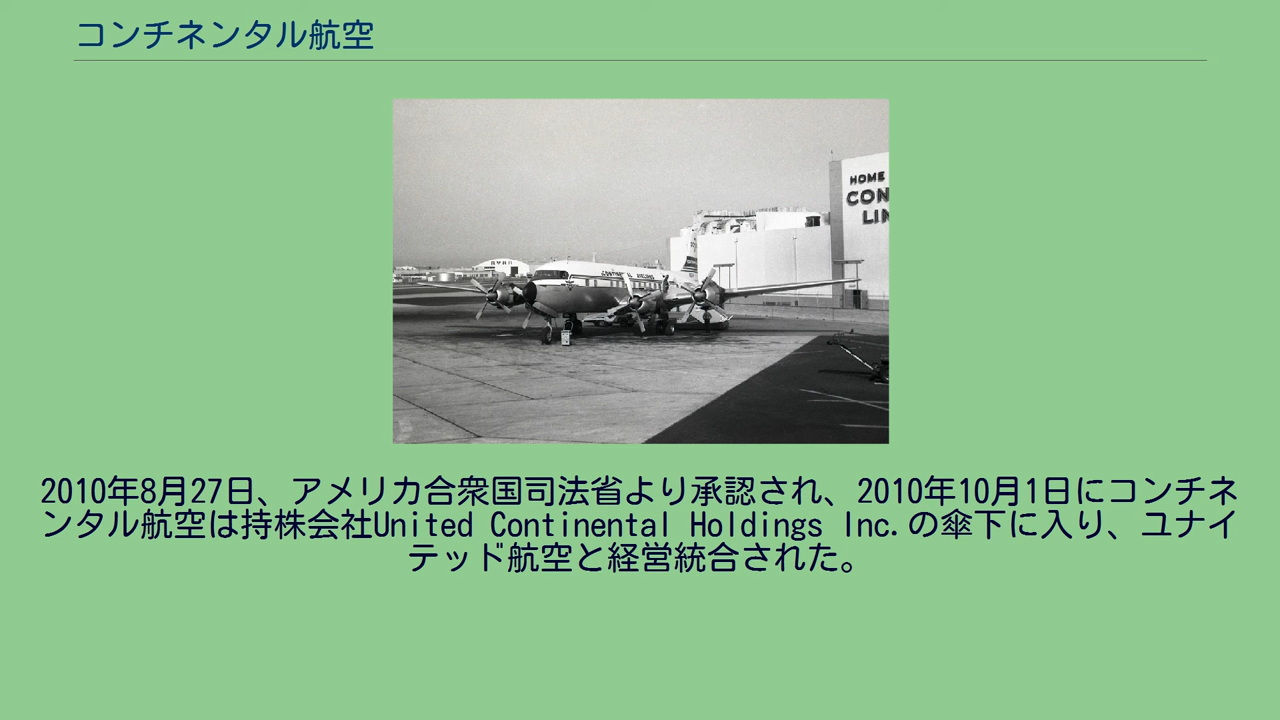 コンチネンタル航空
HOME
CON
LIN
CONTINENTAL AIRLINES
2010年8月27日、アメリカ合衆国司法省より承認され、2010年10月1日にコンチネ
ンタル航空は持株会社United Continental Holdings Inc.の傘下に入り、ユナイ
テッド航空と経営統合された。